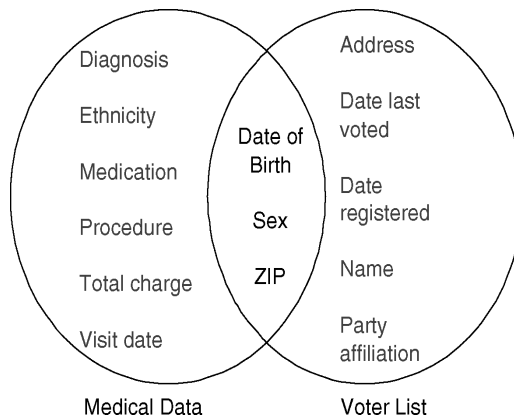 Diagnosis
Ethnicity
Medication
Procedure
Total charge
Visit date
Date of
Birth
Sex
ZIP
Address
Date last
voted
Date
registered
Name
Party
affiliation
Medical Data
Voter List